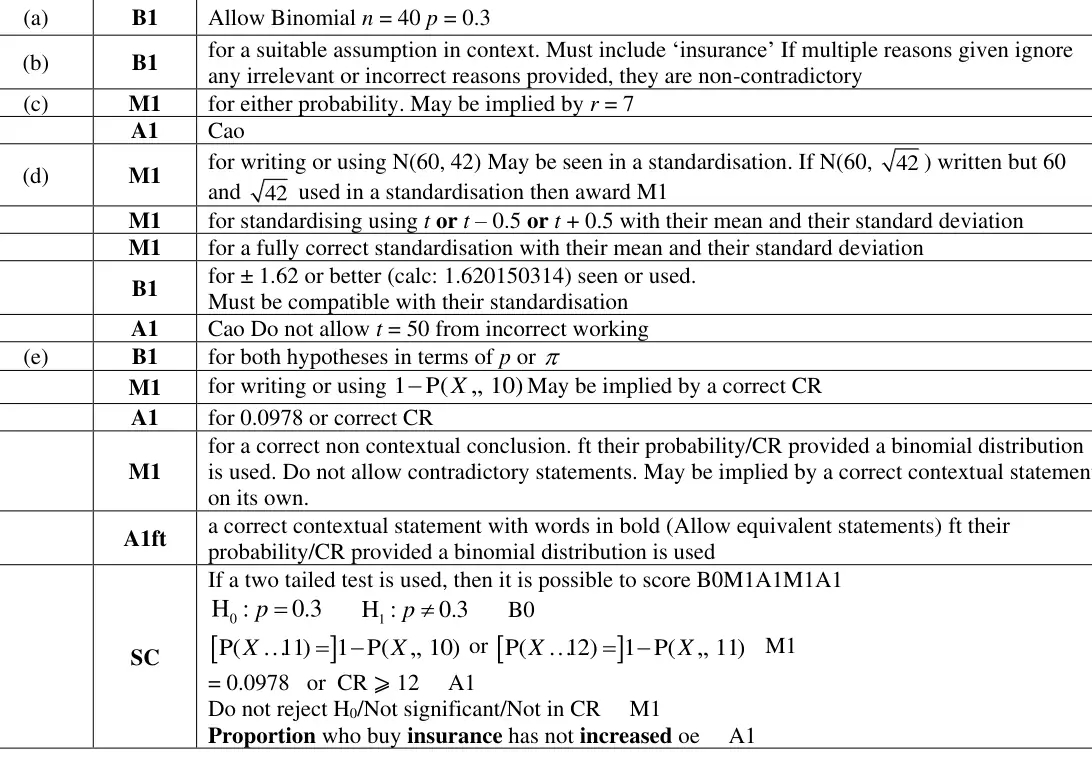 (a) B1 Allow Binomial n = 40 p = 0.3
(b) B1 for a suitable assumption in context. Must include ‘insurance’ If multiple reasons given ignore
any irrelevant or incorrect reasons provided, they are non-contradictory
(c) M1 for either probability. May be implied by r = 7
A1 Cao
(d) M1 for writing or using N(60, 42) May be seen in a standardisation. If N(60, √42 ) written but 60
and √42 used in a standardisation then award M1
M1 for standardising using t or t – 0.5 or t + 0.5 with their mean and their standard deviation
M1 for a fully correct standardisation with their mean and their standard deviation
B1 for ± 1.62 or better (calc: 1.620150314) seen or used.
Must be compatible with their standardisation
A1 Cao Do not allow t = 50 from incorrect working
(e) B1 for both hypotheses in terms of p or π
M1 for writing or using 1−P(X ,, 10) May be implied by a correct CR
A1 for 0.0978 or correct CR
M1 for a correct non contextual conclusion. ft their probability/CR provided a binomial distribution
is used. Do not allow contradictory statements. May be implied by a correct contextual statemen
on its own.
A1ft a correct contextual statement with words in bold (Allow equivalent statements) ft their
probability/CR provided a binomial distribution is used
SC If a two tailed test is used, then it is possible to score B0M1A1M1A1
H₀ : p = 0.3 H₁ : p ≠ 0.3 B0
[P(X …11) =]1−P(X ,, 10) or [P(X …12) =]1−P(X ,, 11) M1
= 0.0978 or CR ⩾ 12 A1
Do not reject H₀/Not significant/Not in CR M1
Proportion who buy insurance has not increased oe A1